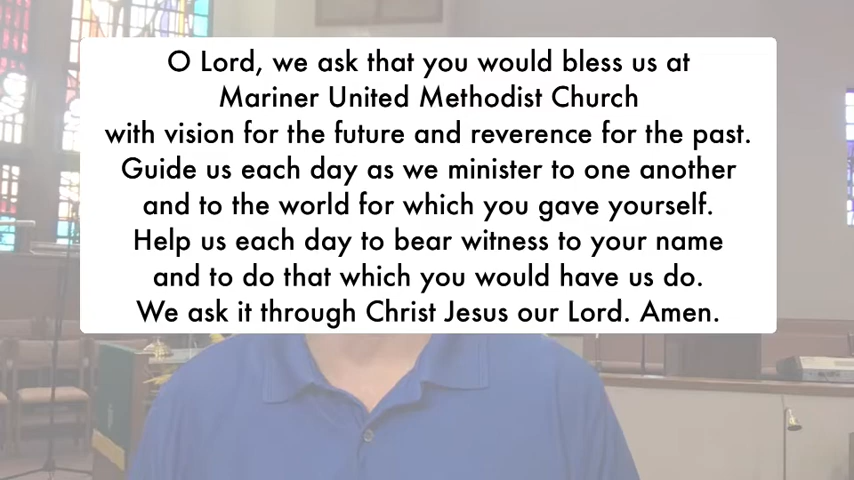 O Lord, we ask that you would bless us at
Mariner United Methodist Church
with vision for the future and reverence for the past.
Guide us each day as we minister to one another
and to the world for which you gave yourself.
Help us each day to bear witness to your name
and to do that which you would have us do.
We ask it through Christ Jesus our Lord. Amen.